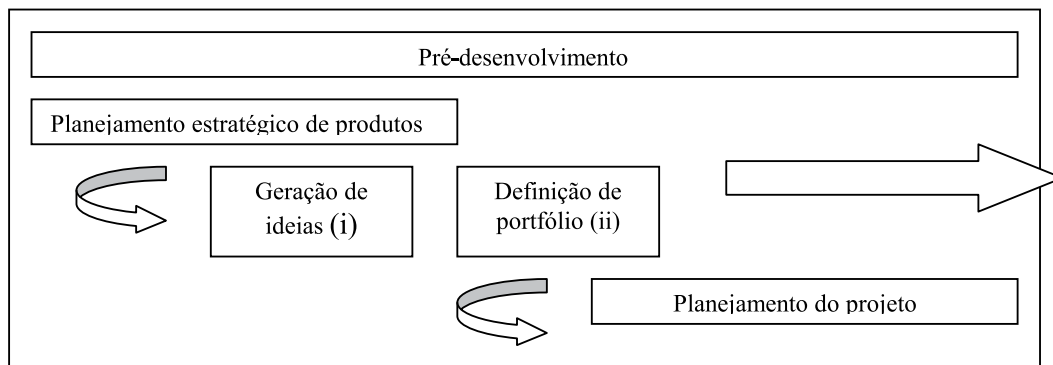 Pré-desenvolvimento
Planejamento estratégico de produtos
Geração de
ideias (i)
Definição de
portfólio (ii)
Planejamento do projeto